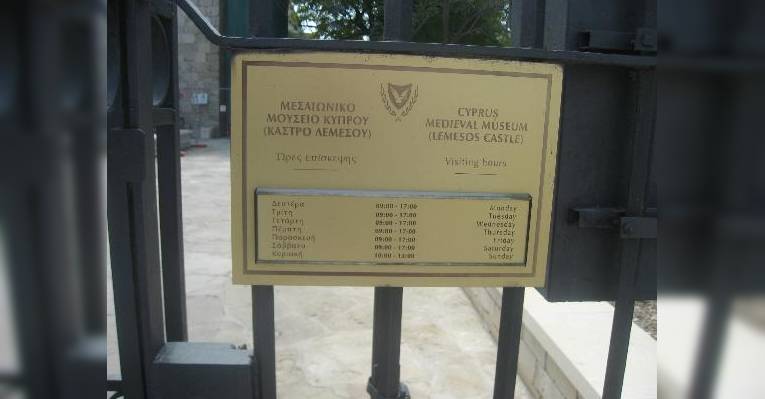 ΜΕΣΑΙΩΝΙΚΟ
ΜΟΥΣΕΙΟ ΚΥΠΡΟΥ
(ΚΑΣΤΡΟ ΛΕΜΕΣΟΥ)
Ώρες επίσκεψης
CYPRUS
MEDIEVAL MUSEUM
(LEMESOS CASTLE)
Visiting hours
Δευτέρα 09:00 - 17:00 Monday
Τρίτη 09:00 - 17:00 Tuesday
Τετάρτη 09:00 - 17:00 Wednesday
Πέμπτη 09:00 - 17:00 Thursday
Παρασκευή 09:00 - 17:00 Friday
Σάββατο 09:00 - 17:00 Saturday
Κυριακή 10:00 - 13:00 Sunday